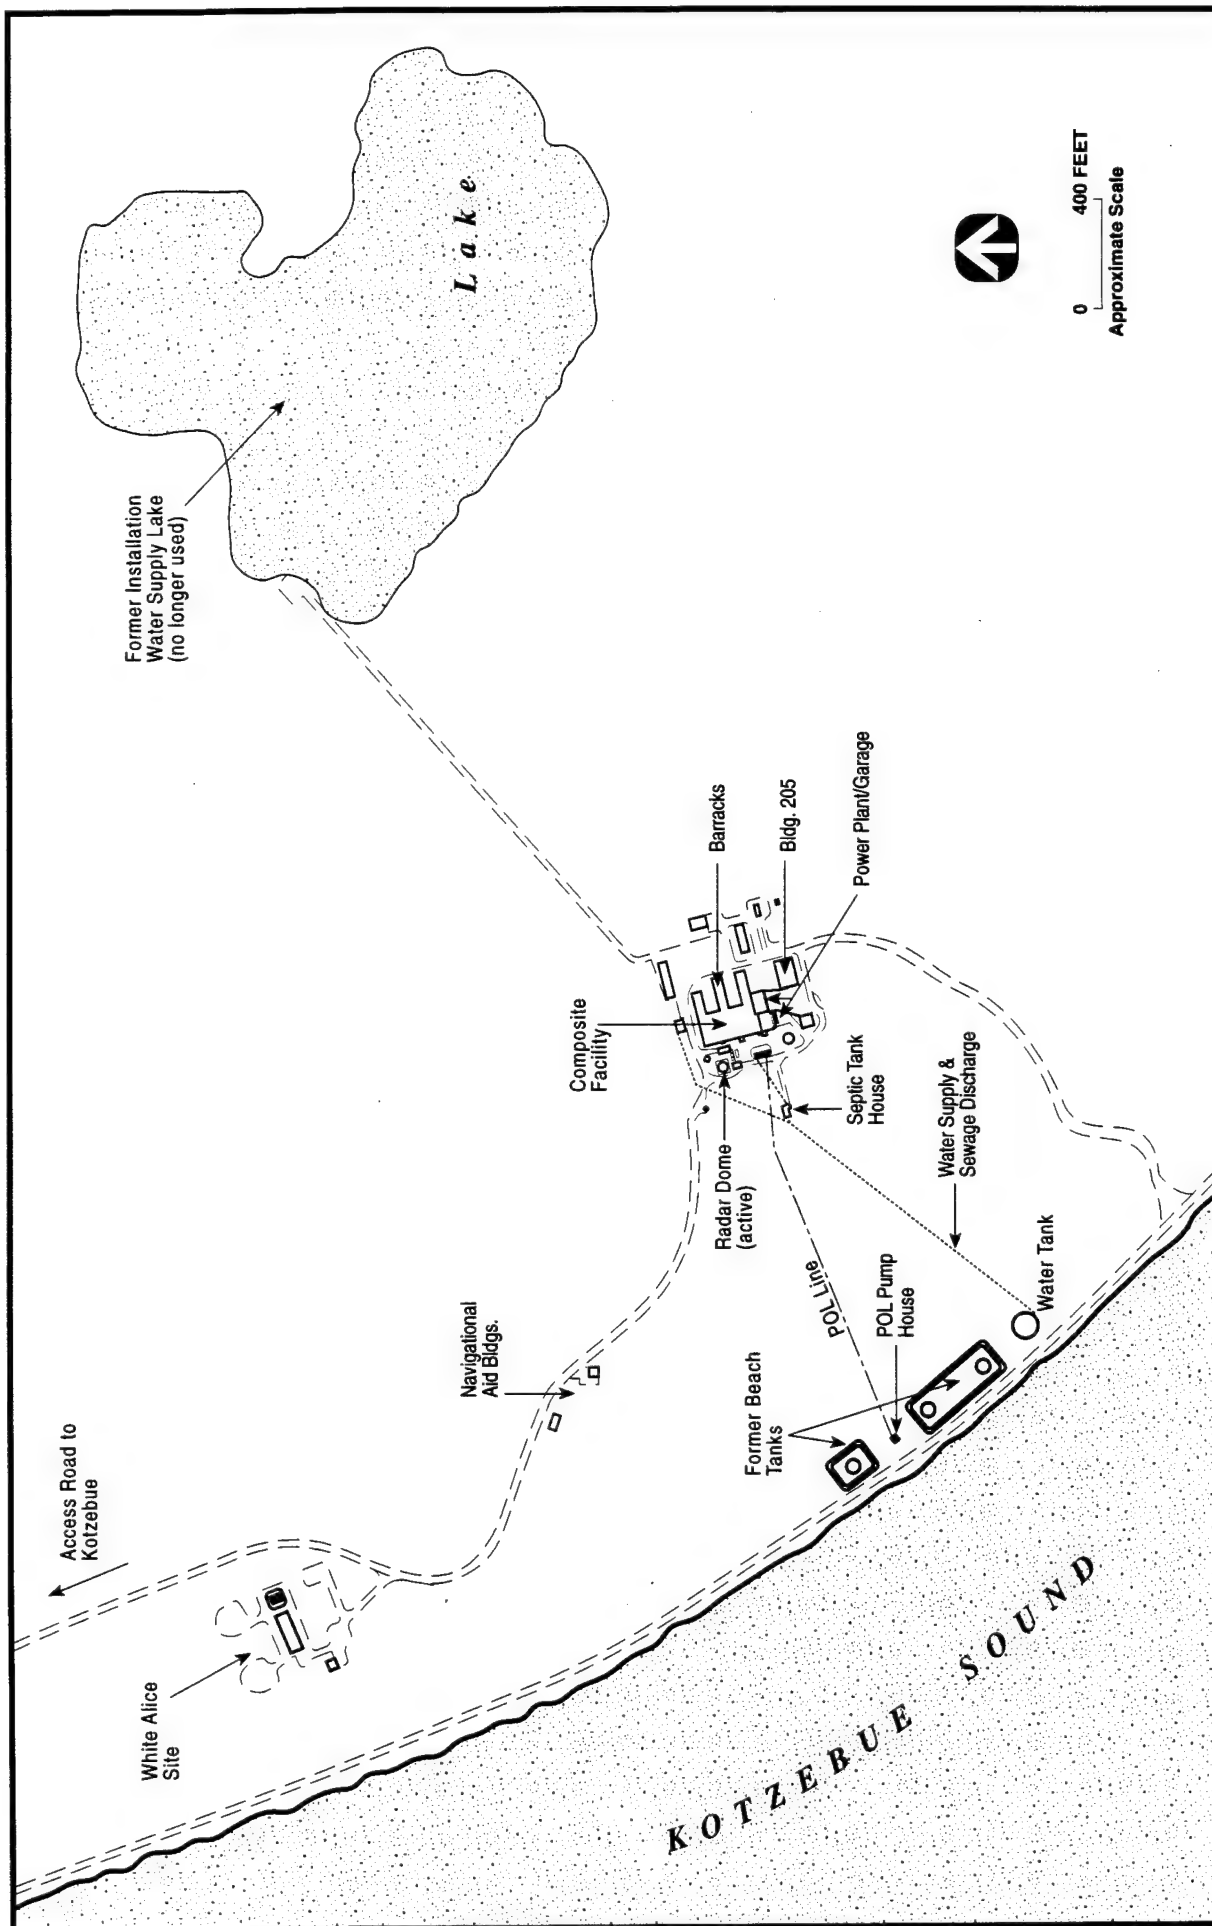 Access Road to
Kotzebue
White Alice
Site
Former Installation
Water Supply Lake
(no longer used)
Lake
Navigational
Aid Bldgs.
Composite
Facility
Barracks
Bldg. 205
Power Plant/Garage
Radar Dome
(active)
Septic Tank
House
POL Line
Water Supply &
Sewage Discharge
Former Beach
Tanks
POL Pump
House
Water Tank
KOTZEBUE SOUND
0 400 FEET
Approximate Scale